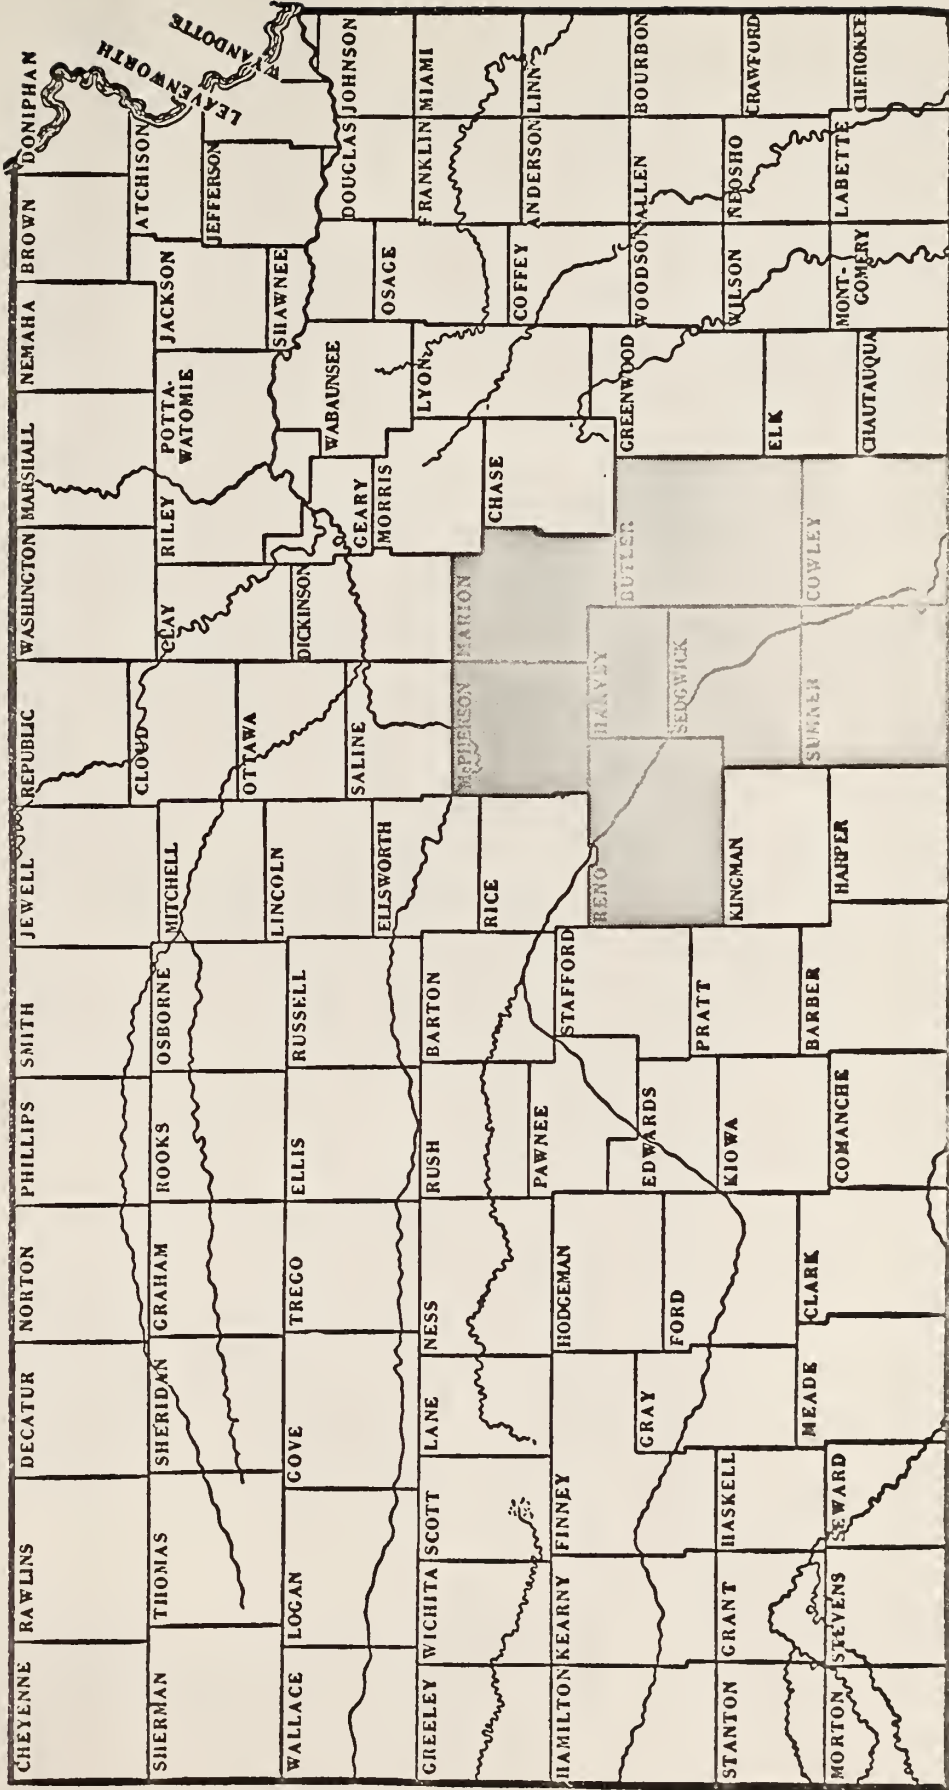 CHEYENNE
RAWLINS
DECATUR
NORTON
PHILLIPS
SMITH
JEWELL
REPUBLIC
WASHINGTON
MARSHALL
NEMAHA
BROWN
DONIPHAN
SHERMAN
THOMAS
SHERIDAN
GRAHAM
ROOKS
OSBORNE
MITCHELL
CLOUD
CLAY
RILEY
POTTA-
WATOMIE
JACKSON
ATCHISON
JEFFERSON
LEAVENWORTH
WYANDOTTE
WALLACE
LOGAN
GOVE
TREGO
ELLIS
RUSSELL
LINCOLN
OTTAWA
DICKINSON
GEARY
WABAUNSEE
SHAWNEE
DOUGLAS
JOHNSON
ELLSWORTH
SALINE
MORRIS
OSAGE
GREELEY
WICHITA
SCOTT
LANE
NESS
RUSH
BARTON
RICE
McPHERSON
MARION
CHASE
LYON
FRANKLIN
MIAMI
PAWNEE
COFFEY
ANDERSON
LINN
HAMILTON
KEARNY
FINNEY
HODGEMAN
STAFFORD
RENO
HARVEY
BUTLER
GREENWOOD
WOODSON
ALLEN
BOURBON
GRAY
FORD
EDWARDS
PRATT
KINGMAN
SEDGWICK
WILSON
NEOSHO
CRAWFORD
STANTON
GRANT
HASKELL
KIOWA
ELK
MORTON
STEVENS
SEWARD
MEADE
CLARK
COMANCHE
BARBER
HARPER
SUMNER
COWLEY
CHAUTAUQUA
MONT-
GOMERY
LABETTE
CHEROKEE